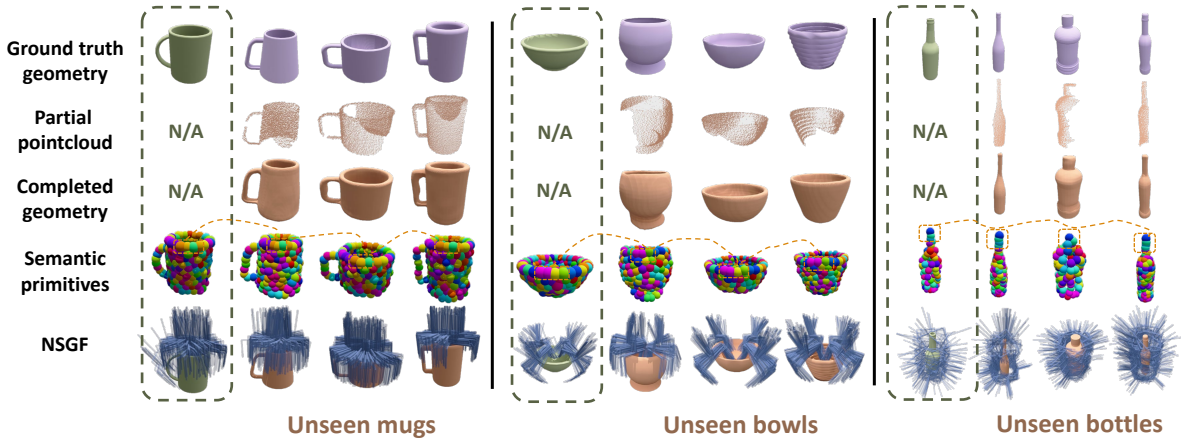 Ground truth
geometry
Partial
pointcloud
N/A
N/A
N/A
Completed
geometry
N/A
N/A
N/A
Semantic
primitives
NSGF
Unseen mugs
Unseen bowls
Unseen bottles